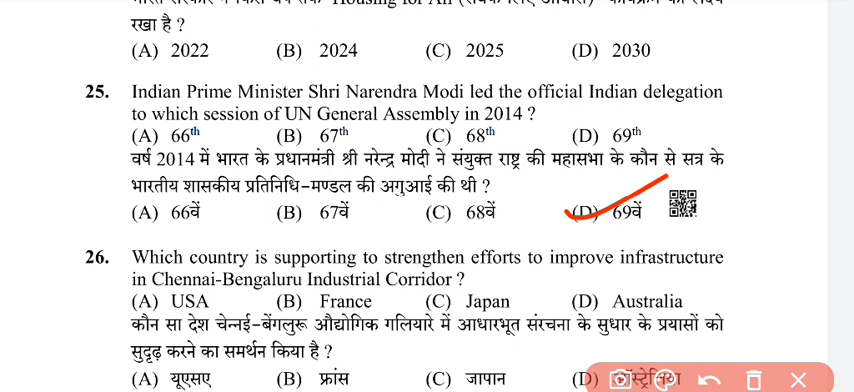 रखा है ?
(A) 2022 (B) 2024 (C) 2025 (D) 2030
25. Indian Prime Minister Shri Narendra Modi led the official Indian delegation
to which session of UN General Assembly in 2014 ?
(A) 66th (B) 67th (C) 68th (D) 69th
वर्ष 2014 में भारत के प्रधानमंत्री श्री नरेन्द्र मोदी ने संयुक्त राष्ट्र की महासभा के कौन से सत्र के
भारतीय शासकीय प्रतिनिधि-मण्डल की अगुआई की थी ?
(A) 66वें (B) 67वें (C) 68वें (D) 69वें
26. Which country is supporting to strengthen efforts to improve infrastructure
in Chennai-Bengaluru Industrial Corridor ?
(A) USA (B) France (C) Japan (D) Australia
कौन सा देश चेन्नई-बेंगलुरू औद्योगिक गलियारे में आधारभूत संरचना के सुधार के प्रयासों को
सुदृढ़ करने का समर्थन किया है ?
(A) यूएसए (B) फ्रांस (C) जापान (D)